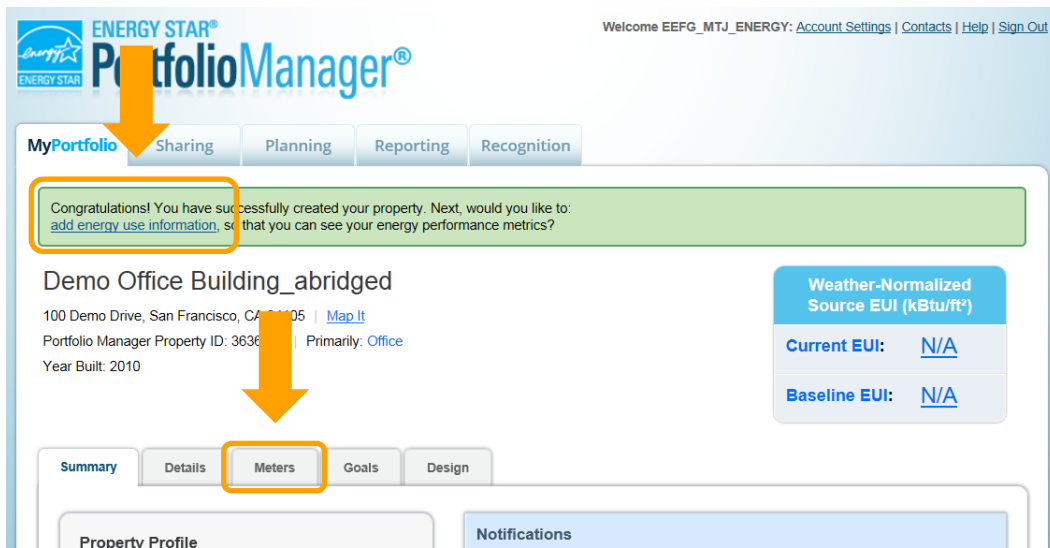 ENERGY STAR®
Welcome EEFG_MTJ_ENERGY: Account Settings | Contacts | Help | Sign Out
energy
ENERGY STAR
Manager®
MyPortfolio
Sharing
Planning
Reporting
Recognition
Congratulations! You have successfully created your property. Next, would you like to:
add energy use information, so that you can see your energy performance metrics?
Demo Office Building_abridged
100 Demo Drive, San Francisco, CA | Map It
Portfolio Manager Property ID: | Primarily: Office
Year Built: 2010
Weather-Normalized
Source EUI (kBtu/ft²)
Current EUI: N/A
Baseline EUI: N/A
Summary
Details
Meters
Goals
Design
Property Profile
Notifications